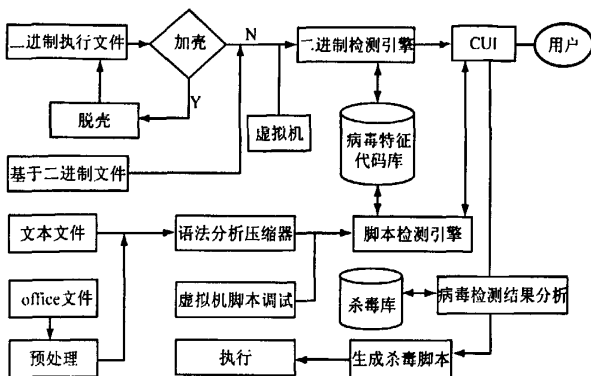 二进制执行文件
加壳
N
二进制检测引擎
CUI
用户
Y
脱壳
虚拟机
病毒特征
代码库
基于二进制文件
文本文件
语法分析压缩器
脚本检测引擎
office文件
虚拟机脚本调试
杀毒库
病毒检测结果分析
预处理
执行
生成杀毒脚本